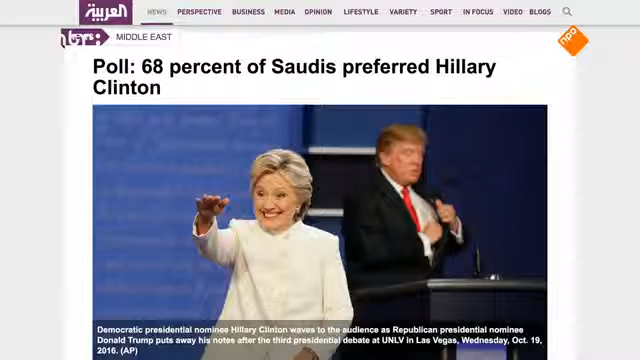 العربية
NEWS PERSPECTIVE BUSINESS MEDIA OPINION LIFESTYLE VARIETY SPORT IN FOCUS VIDEO BLOGS
npo
MIDDLE EAST
Poll: 68 percent of Saudis preferred Hillary
Clinton
Democratic presidential nominee Hillary Clinton waves to the audience as Republican presidential nominee
Donald Trump puts away his notes after the third presidential debate at UNLV in Las Vegas, Wednesday, Oct. 19,
2016. (AP)